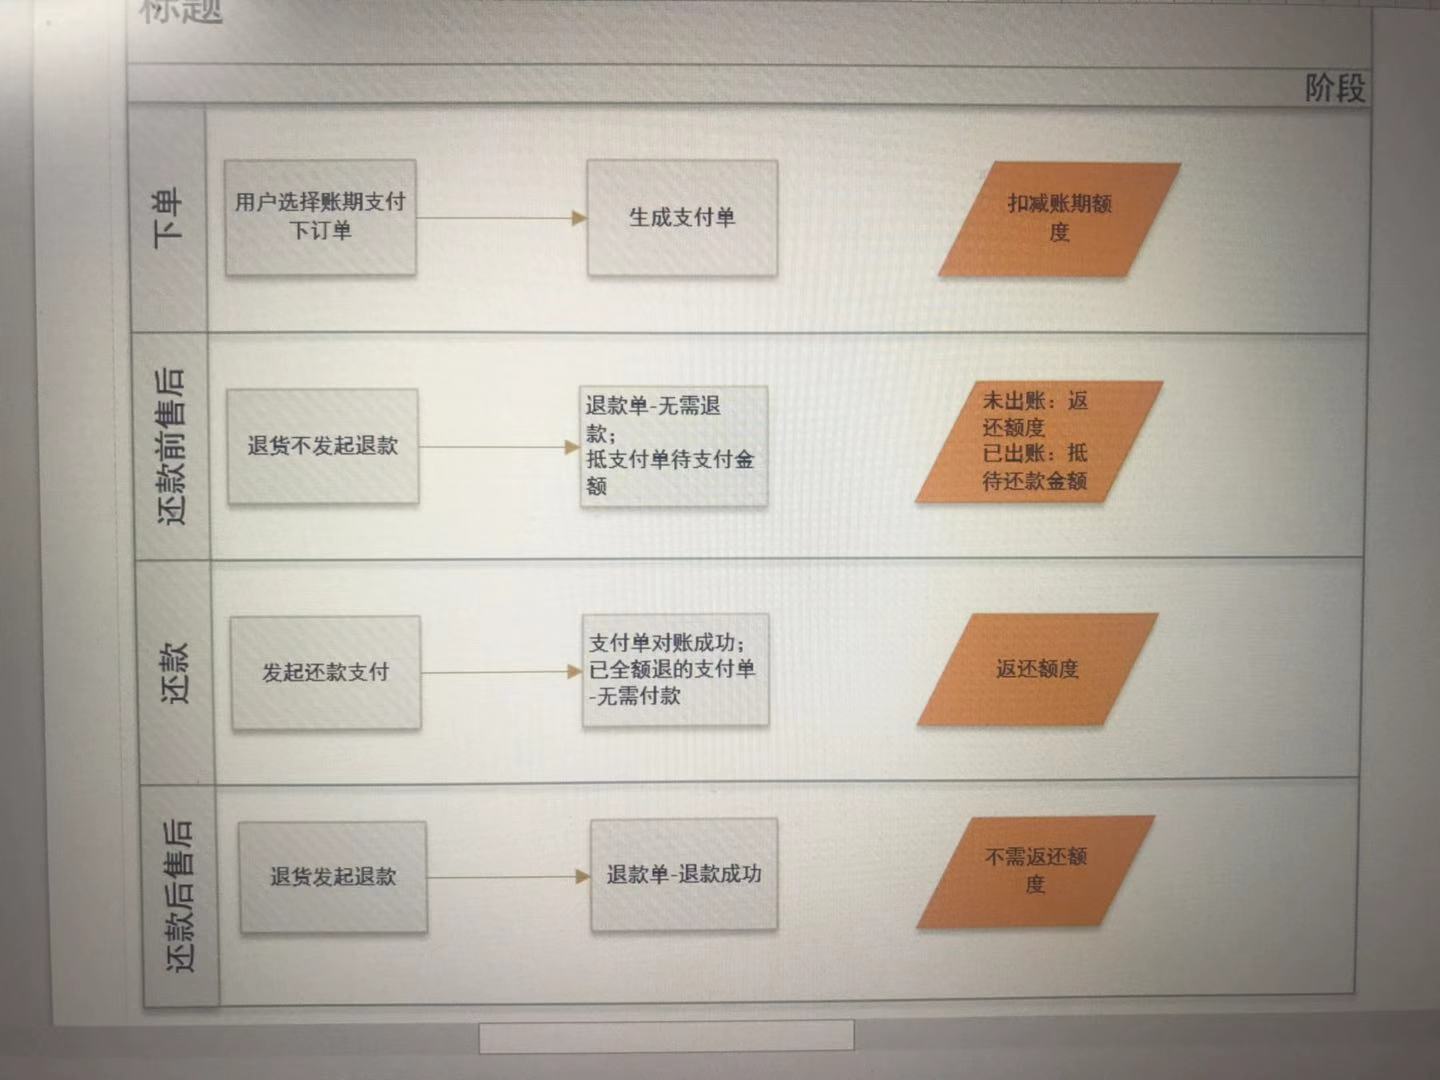 标题
阶段
下单
用户选择账期支付
下订单
生成支付单
扣减账期额
度
还款前售后
退货不发起退款
退款单-无需退
款；
抵支付单待支付金
额
未出账：返
还额度
已出账：抵
待还款金额
还款
发起还款支付
支付单对账成功；
已全额退的支付单
-无需付款
返还额度
还款后售后
退货发起退款
退款单-退款成功
不需返还额
度